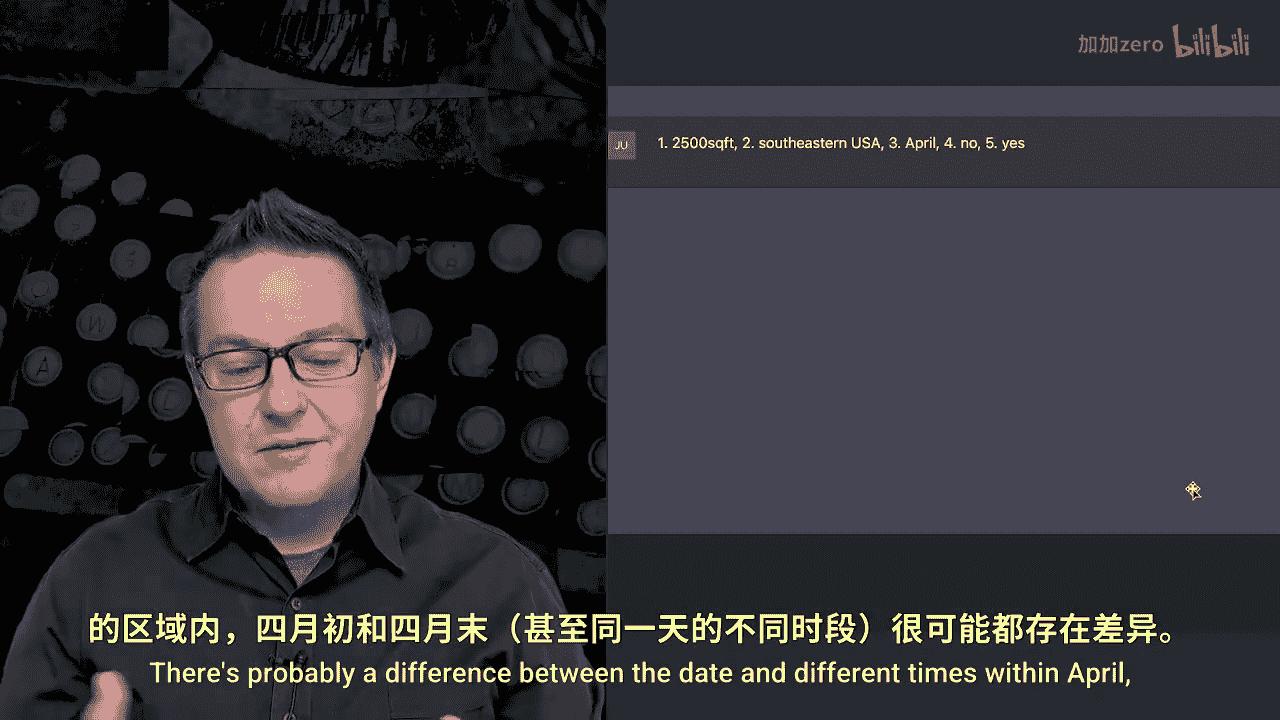 加加zero bilibili
JU
1. 2500sqft, 2. southeastern USA, 3. April, 4. no, 5. yes
W
A
的区域内，四月初和四月末（甚至同一天的不同时段）很可能都存在差异。
There's probably a difference between the date and different times within April,